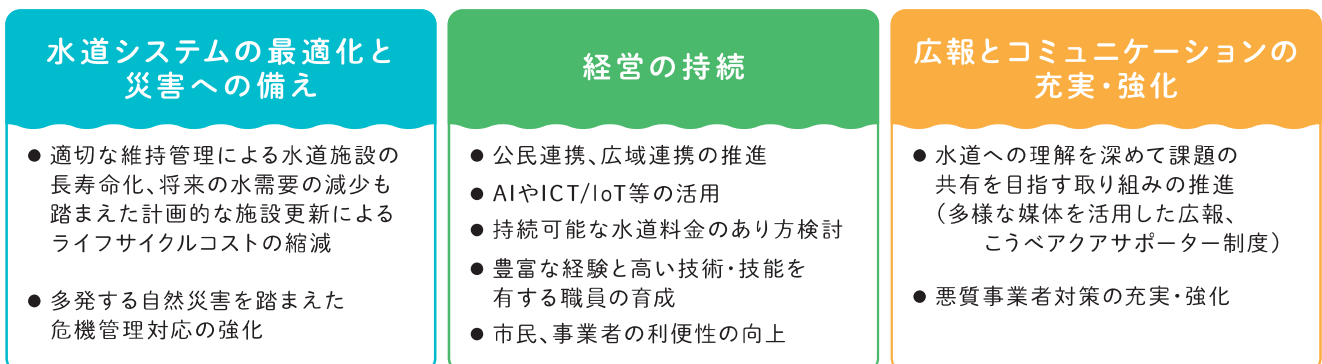 水道システムの最適化と
災害への備え
● 適切な維持管理による水道施設の
長寿命化、将来の水需要の減少も
踏まえた計画的な施設更新による
ライフサイクルコストの縮減
● 多発する自然災害を踏まえた
危機管理対応の強化
経営の持続
● 公民連携、広域連携の推進
● AIやICT/IoT等の活用
● 持続可能な水道料金のあり方検討
● 豊富な経験と高い技術・技能を
有する職員の育成
● 市民、事業者の利便性の向上
広報とコミュニケーションの
充実・強化
● 水道への理解を深めて課題の
共有を目指す取り組みの推進
（多様な媒体を活用した広報、
こうべアクアサポーター制度）
● 悪質事業者対策の充実・強化